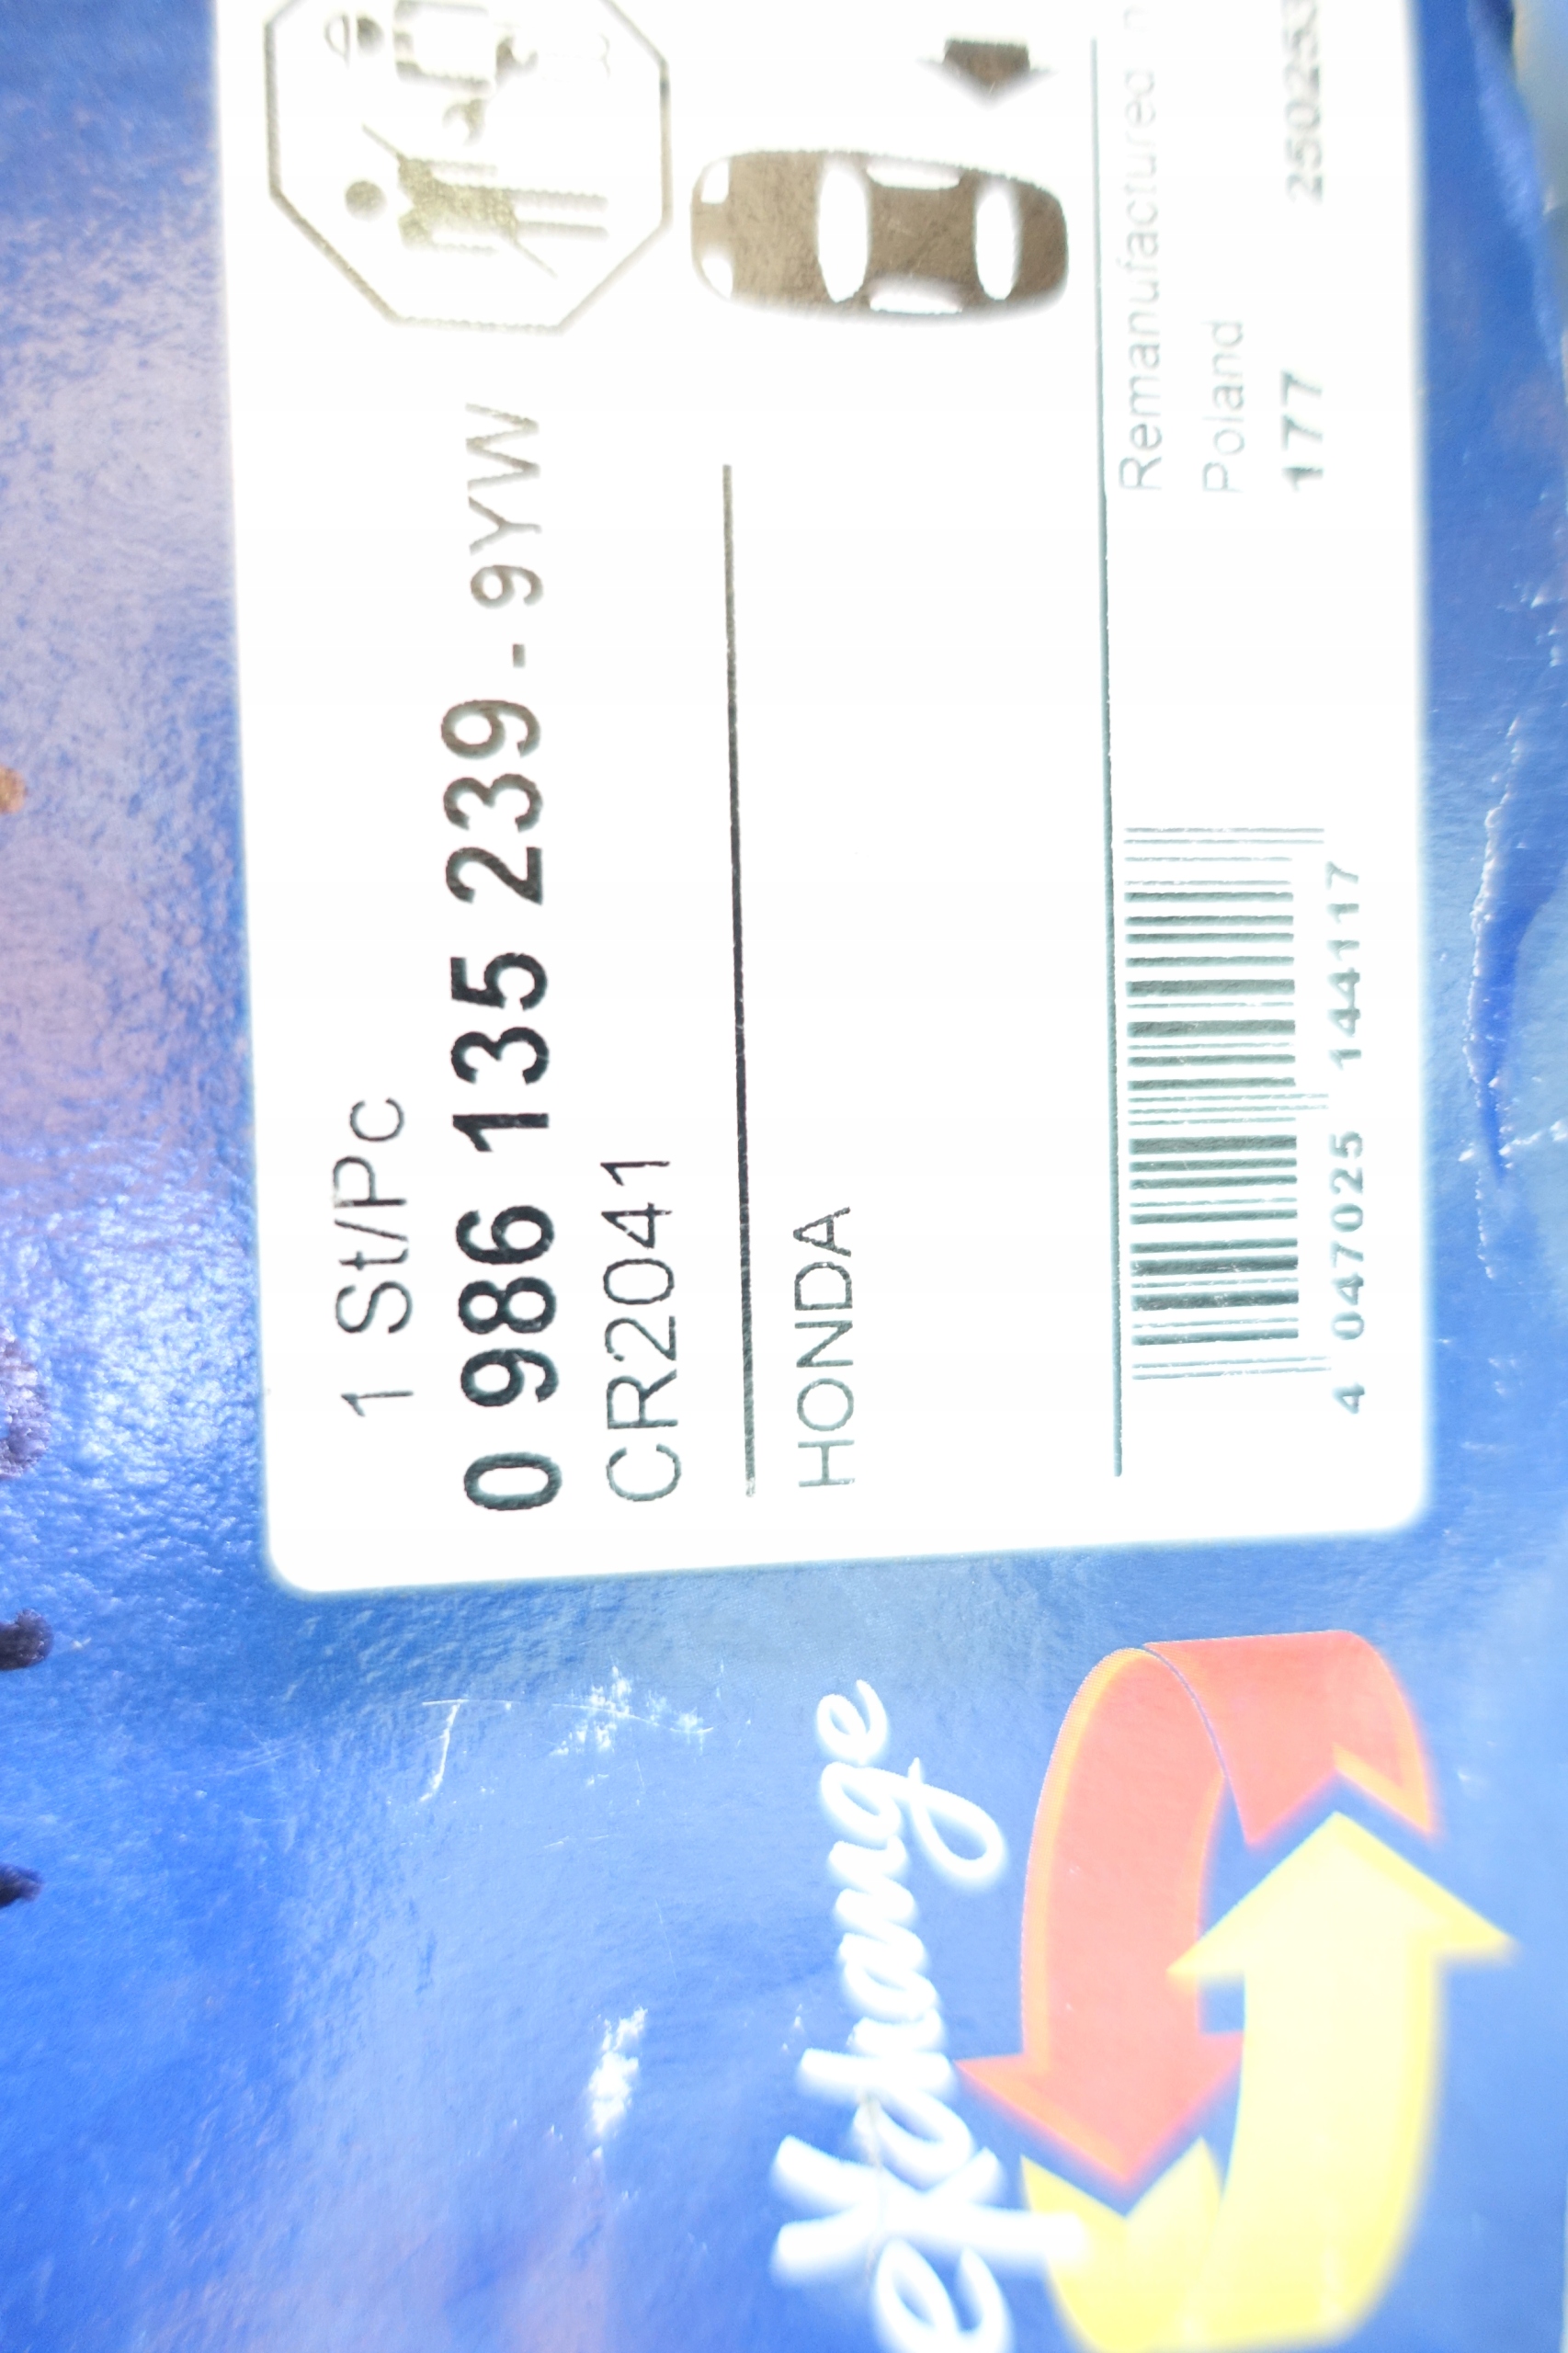 1 St/Pc
0 986 135 239 - 9YW
CR2041
HONDA
Remanufactured
Poland
177
4 047025 144117
eXchange